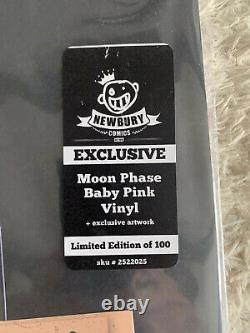 NEWBURY
COMICS
EXCLUSIVE
Moon Phase
Baby Pink
Vinyl
+ exclusive artwork
Limited Edition of 100
sku # 2522025